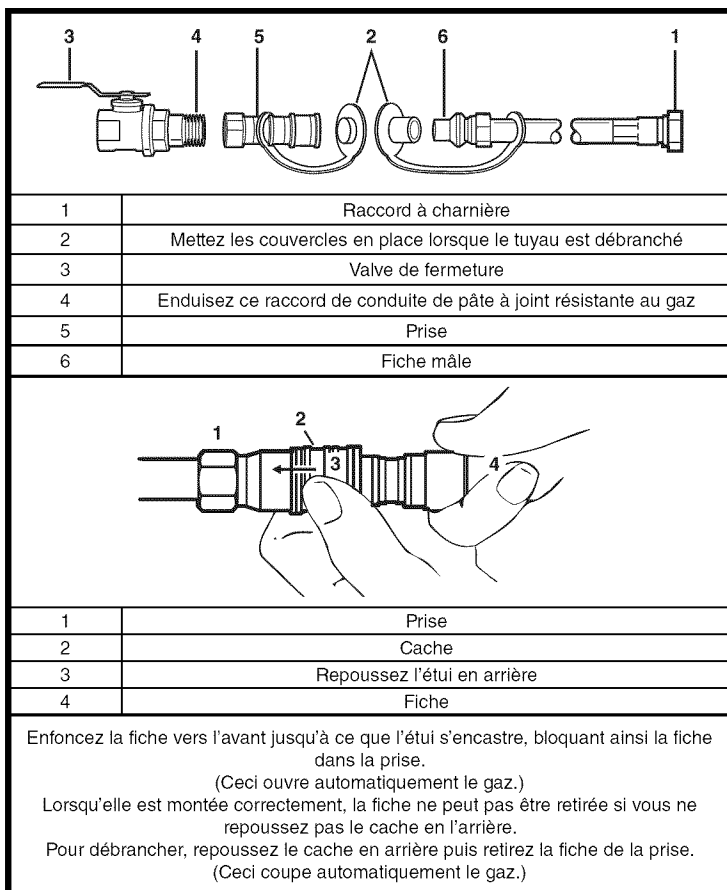 3 4 5 2 6 1
1 Raccord à charnière
2 Mettez les couvercles en place lorsque le tuyau est débranché
3 Valve de fermeture
4 Enduisez ce raccord de conduite de pâte à joint résistante au gaz
5 Prise
6 Fiche mâle
1 2 3 4
1 Prise
2 Cache
3 Repoussez l'étui en arrière
4 Fiche
Enfoncez la fiche vers l'avant jusqu'à ce que l'étui s'encastre, bloquant ainsi la fiche
dans la prise.
(Ceci ouvre automatiquement le gaz.)
Lorsqu'elle est montée correctement, la fiche ne peut pas être retirée si vous ne
repoussez pas le cache en l'arrière.
Pour débrancher, repoussez le cache en arrière puis retirez la fiche de la prise.
(Ceci coupe automatiquement le gaz.)